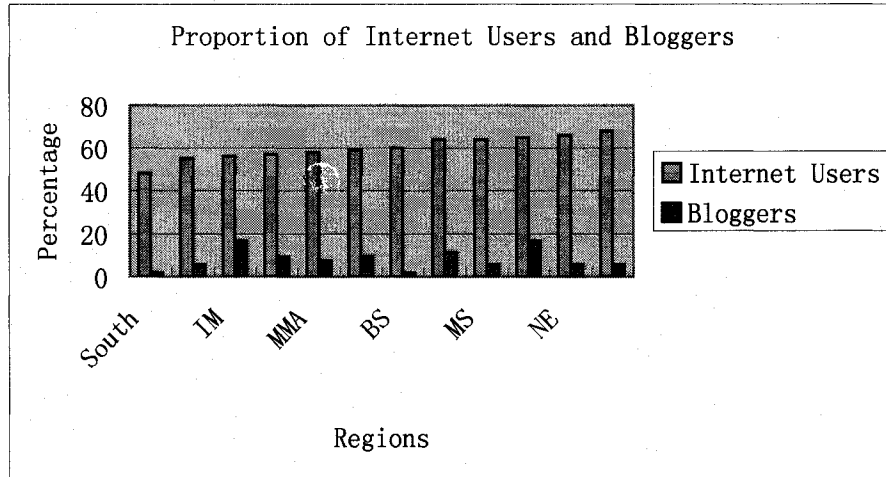 Proportion of Internet Users and Bloggers
80
60
40
20
0
Percentage
South
IM
MMA
BS
MS
NE
Regions
Internet Users
Bloggers